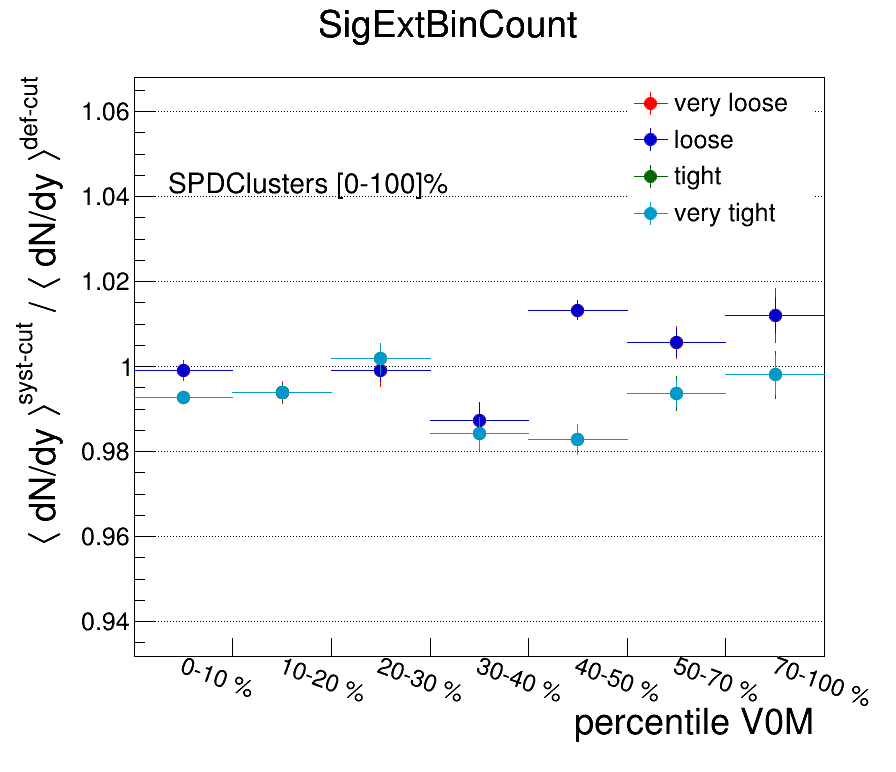 SigExtBinCount
⟨ dN/dy ⟩^syst-cut / ⟨ dN/dy ⟩^def-cut
1.06
1.04
1.02
1
0.98
0.96
0.94
very loose
loose
tight
very tight
SPDClusters [0-100]%
0-10 %
10-20 %
20-30 %
30-40 %
40-50 %
50-70 %
70-100 %
percentile V0M